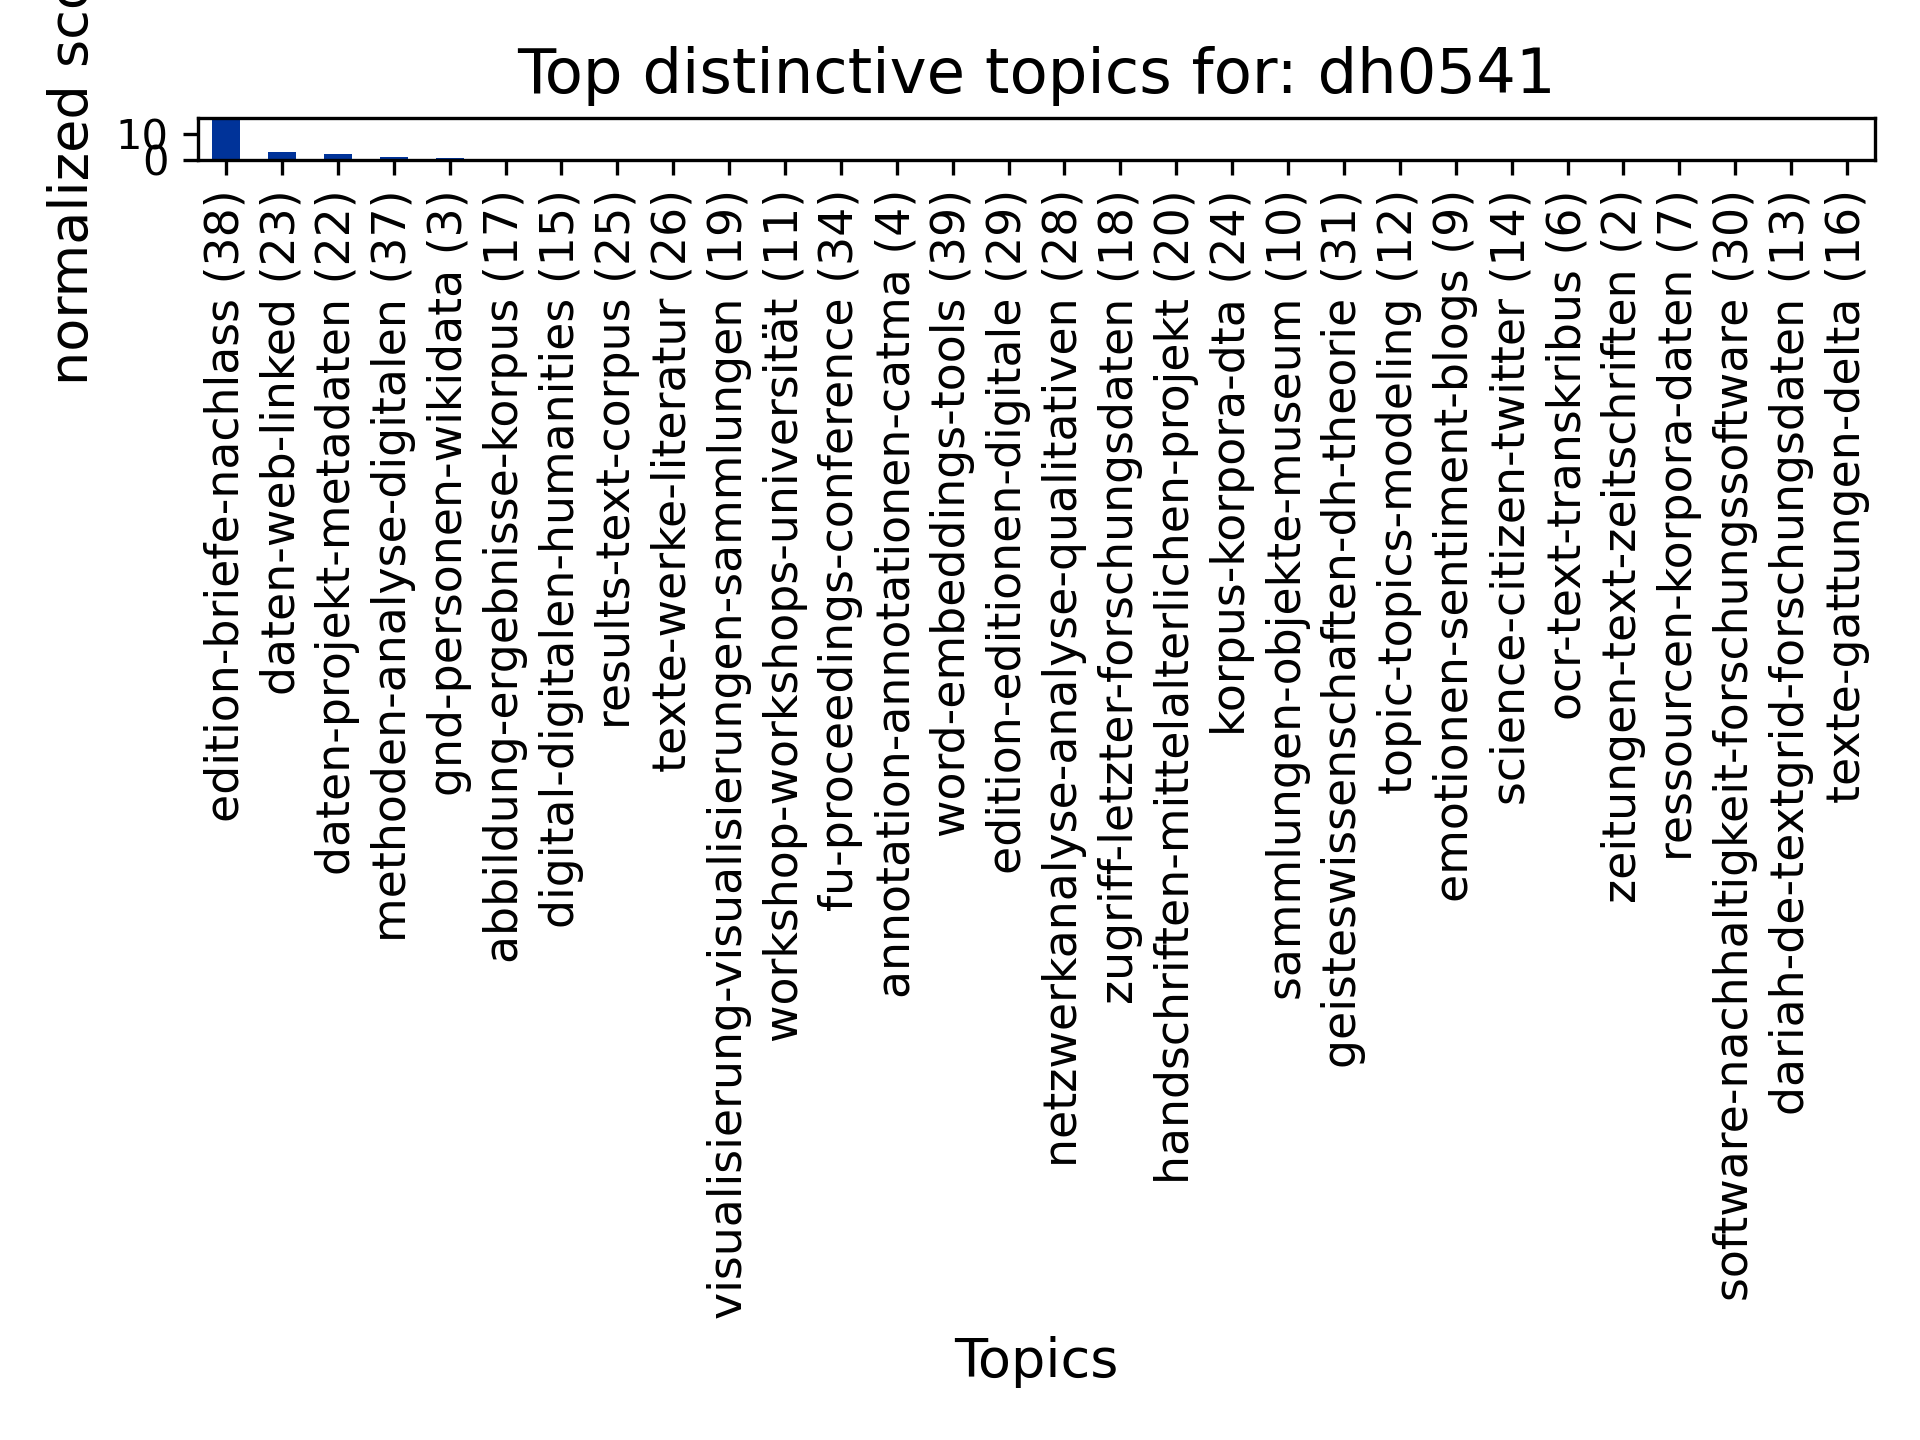 Top distinctive topics for: dh0541
normalized
10
0
edition-briefe-nachlass (38)
daten-web-linked (23)
daten-projekt-metadaten (22)
methoden-analyse-digitalen (37)
gnd-personen-wikidata (3)
abbildung-ergebnisse-korpus (17)
digital-digitalen-humanities (15)
results-text-corpus (25)
texte-werke-literatur (26)
visualisierung-visualisierungen-sammlungen (19)
workshop-workshops-universität (11)
fu-proceedings-conference (34)
annotation-annotationen-catma (4)
word-embeddings-tools (39)
edition-editionen-digitale (29)
netzwerkanalyse-analyse-qualitativen (28)
zugriff-letzter-forschungsdaten (18)
handschriften-mittelalterlichen-projekt (20)
korpus-korpora-dta (24)
sammlungen-objekte-museum (10)
geisteswissenschaften-dh-theorie (31)
topic-topics-modeling (12)
emotionen-sentiment-blogs (9)
science-citizen-twitter (14)
ocr-text-transkribus (6)
zeitungen-text-zeitschriften (2)
ressourcen-korpora-daten (7)
software-nachhaltigkeit-forschungssoftware (30)
dariah-de-textgrid-forschungsdaten (13)
texte-gattungen-delta (16)
Topics